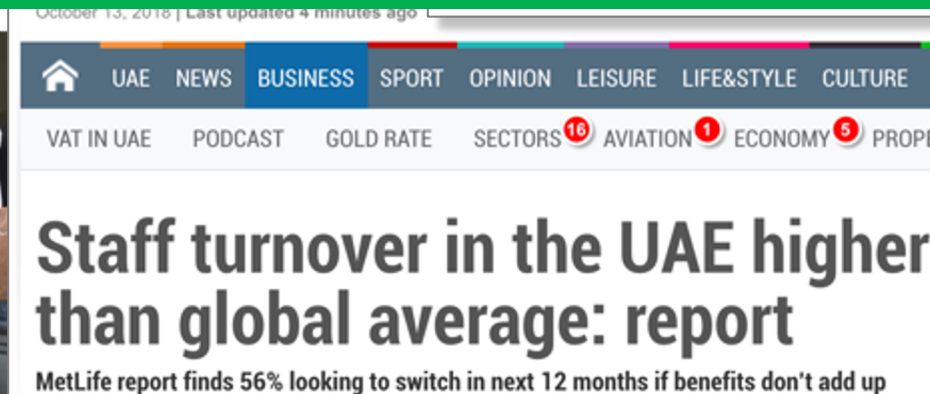 October 13, 2018 | Last updated 4 minutes ago
UAE NEWS BUSINESS SPORT OPINION LEISURE LIFE&STYLE CULTURE
VAT IN UAE PODCAST GOLD RATE SECTORS 16 AVIATION 1 ECONOMY 5
Staff turnover in the UAE higher
than global average: report
MetLife report finds 56% looking to switch in next 12 months if benefits don't add up